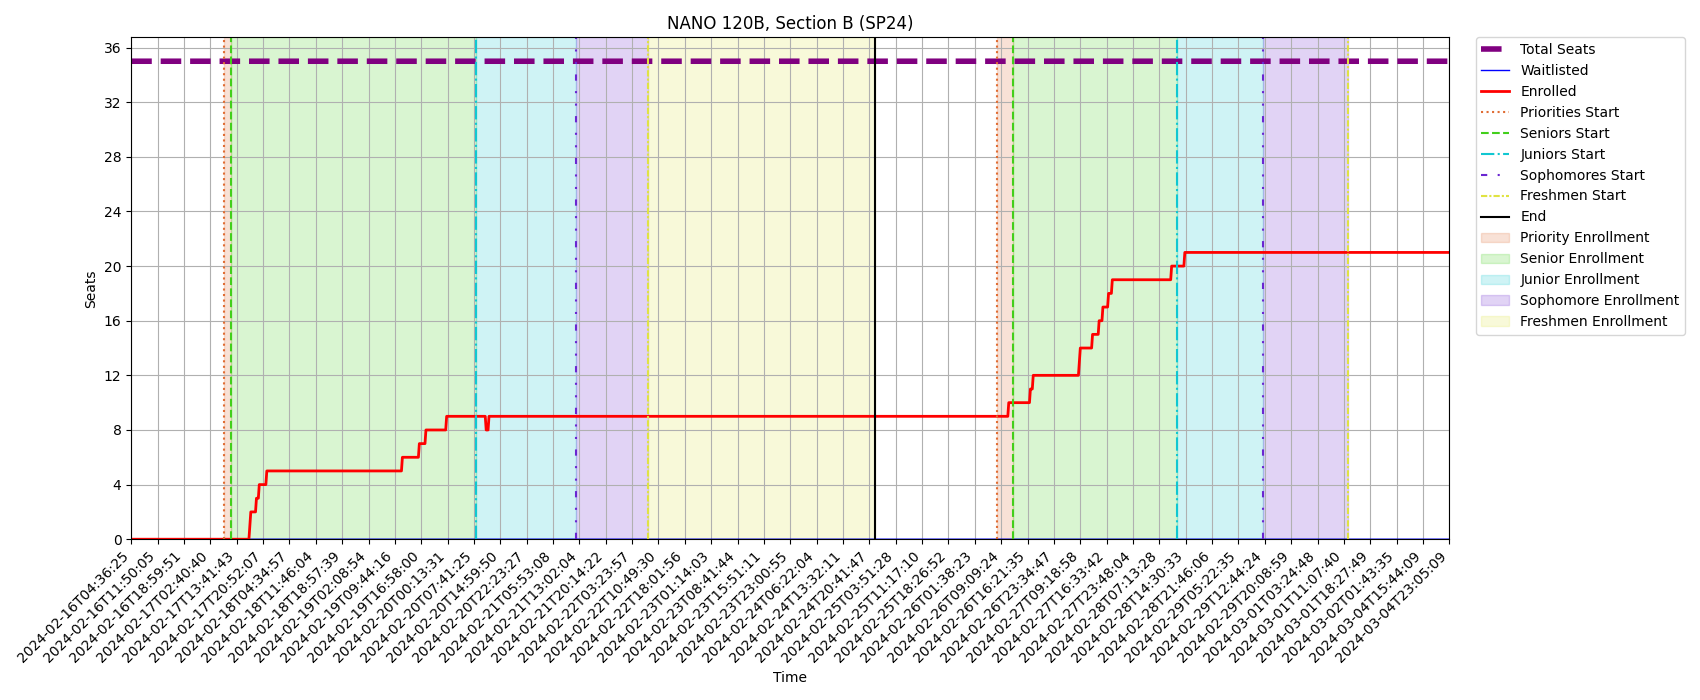 NANO 120B, Section B (SP24)
36
32
28
24
20
16
12
8
4
0
Seats
2024-02-16T04:36:25
2024-02-16T11:50:05
2024-02-16T18:59:51
2024-02-17T02:40:40
2024-02-17T13:41:43
2024-02-17T20:52:07
2024-02-18T04:34:57
2024-02-18T11:46:04
2024-02-18T18:57:39
2024-02-19T02:08:54
2024-02-19T09:44:16
2024-02-19T16:58:00
2024-02-20T00:13:31
2024-02-20T07:41:25
2024-02-20T14:59:50
2024-02-20T22:23:27
2024-02-21T05:53:08
2024-02-21T13:02:04
2024-02-21T20:14:22
2024-02-22T03:23:57
2024-02-22T10:49:30
2024-02-22T18:01:56
2024-02-23T01:14:03
2024-02-23T08:41:44
2024-02-23T15:51:11
2024-02-23T23:00:55
2024-02-24T06:22:04
2024-02-24T13:32:11
2024-02-24T20:41:47
2024-02-25T03:51:28
2024-02-25T11:17:10
2024-02-25T18:26:52
2024-02-26T01:38:23
2024-02-26T09:09:24
2024-02-26T16:21:35
2024-02-26T23:34:47
2024-02-27T09:18:58
2024-02-27T16:33:42
2024-02-27T23:48:04
2024-02-28T07:13:28
2024-02-28T14:30:33
2024-02-28T21:46:06
2024-02-29T05:22:35
2024-02-29T12:44:24
2024-02-29T20:08:59
2024-03-01T03:24:48
2024-03-01T11:07:40
2024-03-01T18:27:49
2024-03-02T01:43:35
2024-03-04T15:44:09
2024-03-04T23:05:09
Time
Total Seats
Waitlisted
Enrolled
Priorities Start
Seniors Start
Juniors Start
Sophomores Start
Freshmen Start
End
Priority Enrollment
Senior Enrollment
Junior Enrollment
Sophomore Enrollment
Freshmen Enrollment